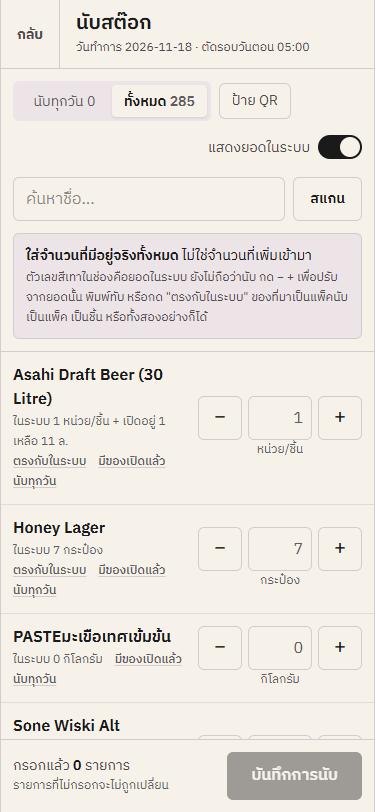 กลับ
นับสต๊อก
วันทำการ 2026-11-18 · ตัดรอบวันตอน 05:00
นับทุกวัน 0
ทั้งหมด 285
ป้าย QR
แสดงยอดในระบบ
ค้นหาชื่อ...
สแกน
ใส่จำนวนที่มีอยู่จริงทั้งหมด ไม่ใช่จำนวนที่เพิ่มเข้ามา
ตัวเลขสีเทาในช่องคือยอดในระบบ ยังไม่ถือว่านับ กด − + เพื่อปรับ
จากยอดนั้น พิมพ์ทับ หรือกด "ตรงกับในระบบ" ของที่มาเป็นแพ็คนับ
เป็นแพ็ค เป็นชิ้น หรือทั้งสองอย่างก็ได้
Asahi Draft Beer (30
Litre)
ในระบบ 1 หน่วย/ชิ้น + เปิดอยู่ 1
เหลือ 11 ล.
ตรงกับในระบบ มีของเปิดแล้ว
นับทุกวัน
− 1 +
หน่วย/ชิ้น
Honey Lager
ในระบบ 7 กระป๋อง
ตรงกับในระบบ มีของเปิดแล้ว
นับทุกวัน
− 7 +
กระป๋อง
PASTEมะเขือเทศเข้มข้น
ในระบบ 0 กิโลกรัม มีของเปิดแล้ว
นับทุกวัน
− 0 +
กิโลกรัม
Sone Wiski Alt
กรอกแล้ว 0 รายการ
รายการที่ไม่กรอกจะไม่ถูกเปลี่ยน
บันทึกการนับ